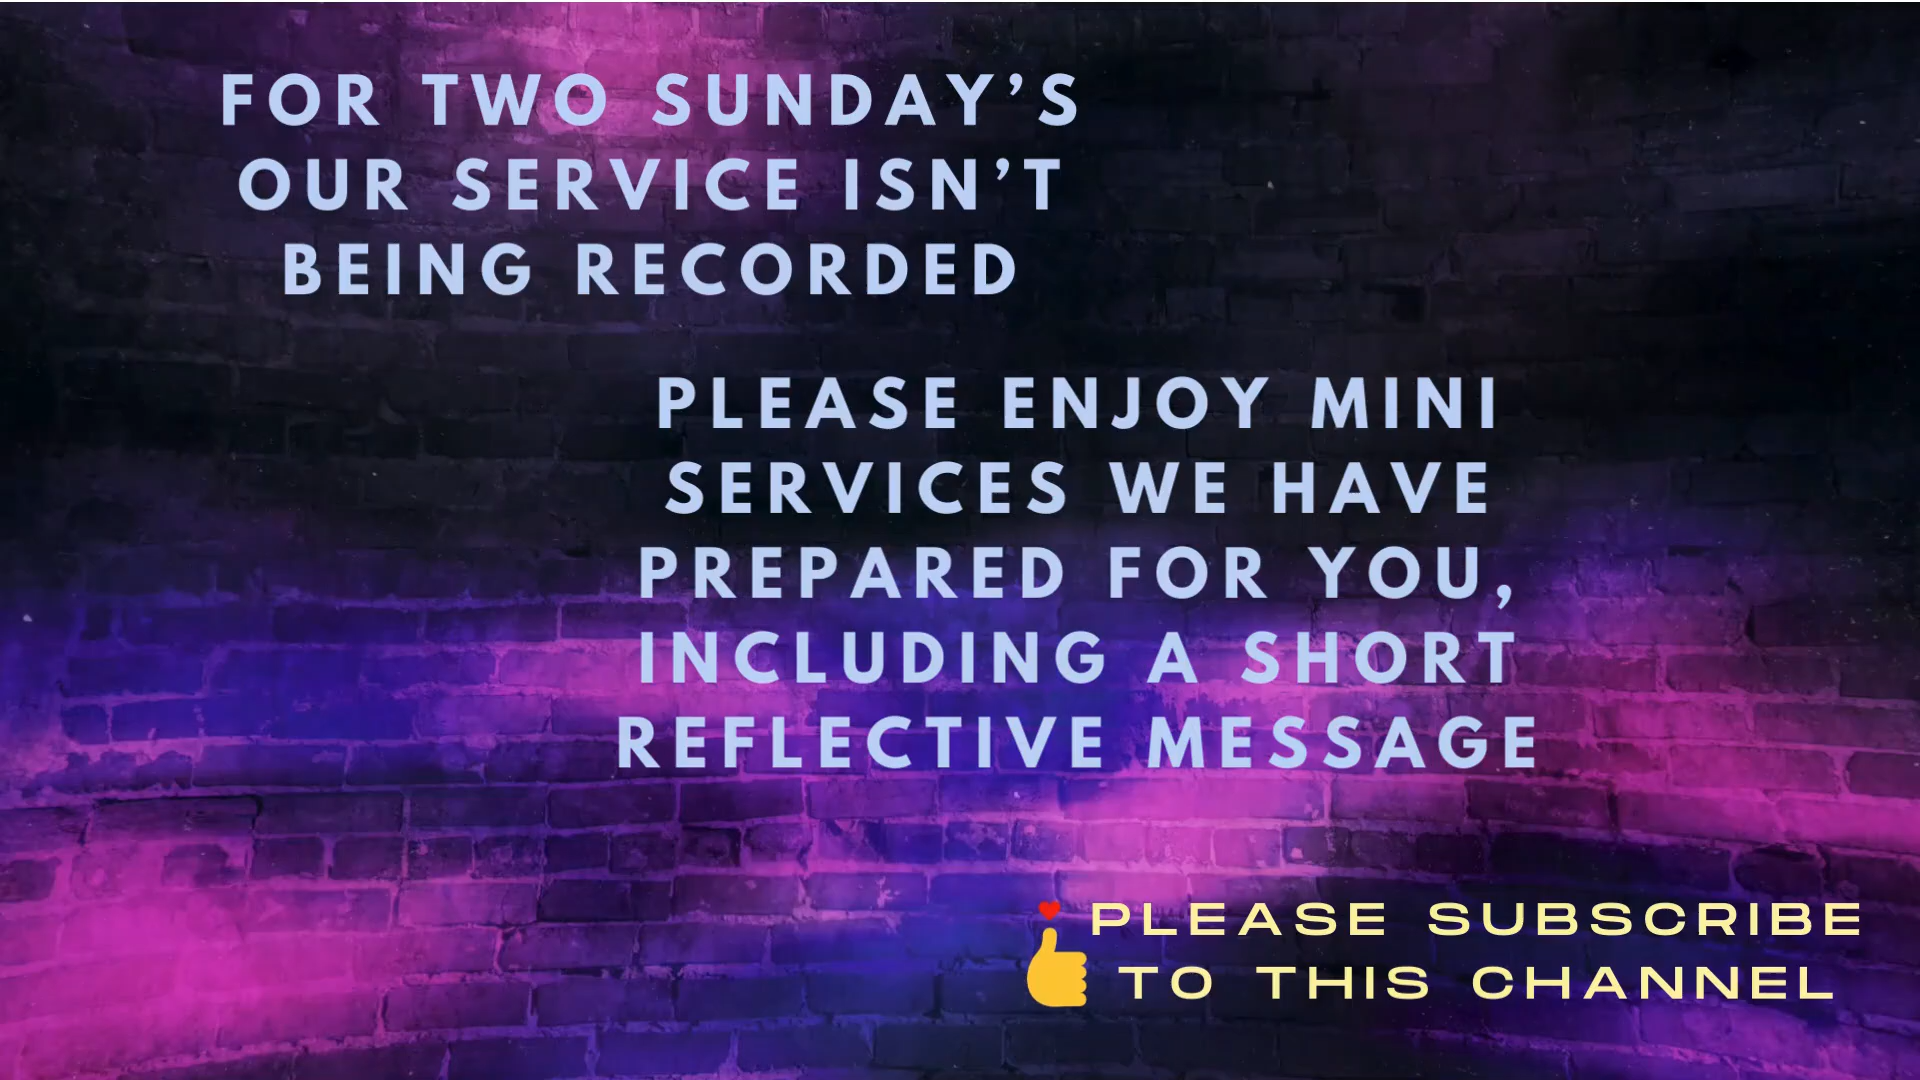 FOR TWO SUNDAY’S
OUR SERVICE ISN’T
BEING RECORDED
PLEASE ENJOY MINI
SERVICES WE HAVE
PREPARED FOR YOU,
INCLUDING A SHORT
REFLECTIVE MESSAGE
PLEASE SUBSCRIBE
TO THIS CHANNEL